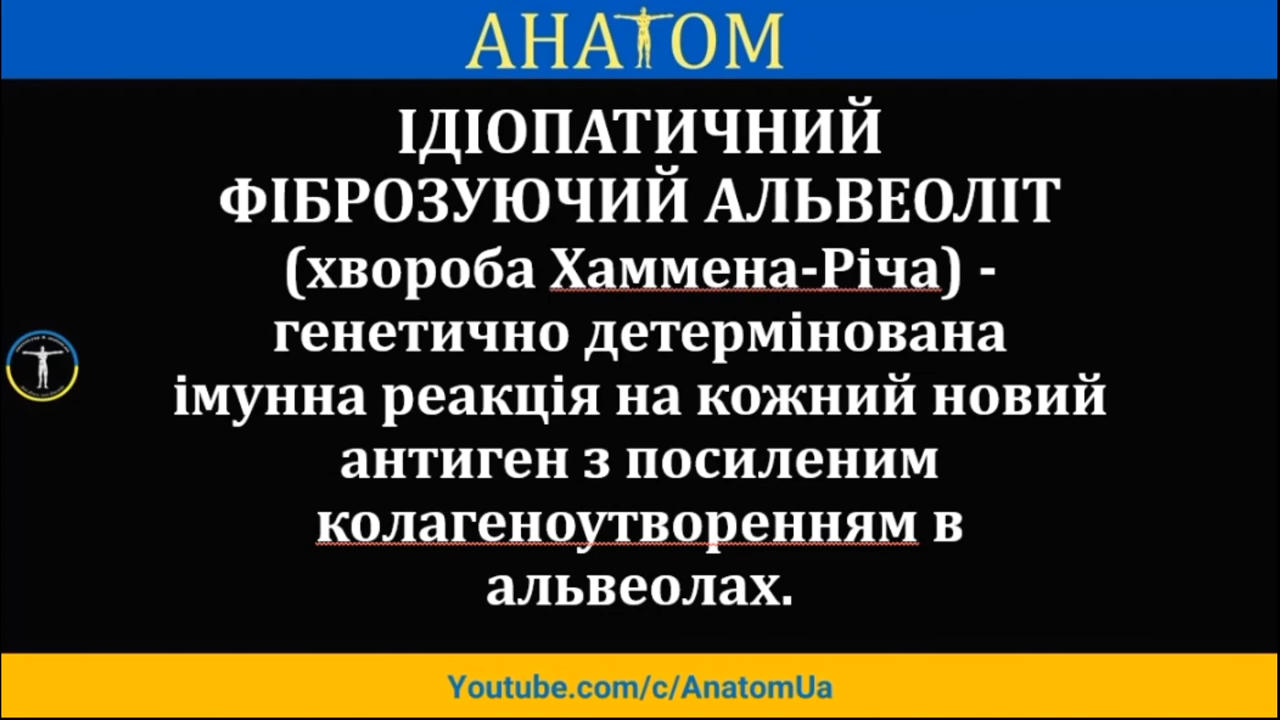 АНАТОМ
ІДІОПАТИЧНИЙ
ФІБРОЗУЮЧИЙ АЛЬВЕОЛІТ
(хвороба Хаммена-Річа) -
генетично детермінована
імунна реакція на кожний новий
антиген з посиленим
колагеноутворенням в
альвеолах.
Youtube.com/c/AnatomUa